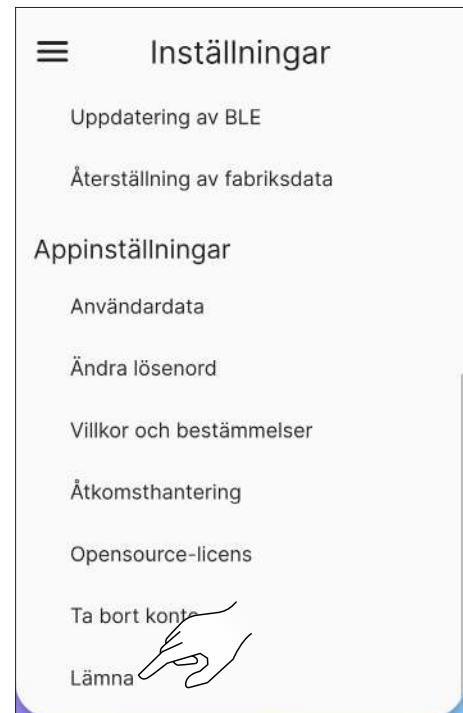 Inställningar
Uppdatering av BLE
Återställning av fabriksdata
Appinställningar
Användardata
Ändra lösenord
Villkor och bestämmelser
Åtkomsthantering
Opensource-licens
Ta bort konto
Lämna